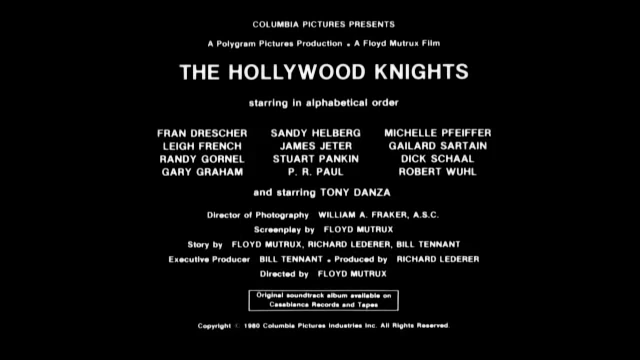 COLUMBIA PICTURES PRESENTS
A Polygram Pictures Production • A Floyd Mutrux Film
THE HOLLYWOOD KNIGHTS
starring in alphabetical order
FRAN DRESCHER SANDY HELBERG MICHELLE PFEIFFER
LEIGH FRENCH JAMES JETER GAILARD SARTAIN
RANDY GORNEL STUART PANKIN DICK SCHAAL
GARY GRAHAM P. R. PAUL ROBERT WUHL
and starring TONY DANZA
Director of Photography WILLIAM A. FRAKER, A.S.C.
Screenplay by FLOYD MUTRUX
Story by FLOYD MUTRUX, RICHARD LEDERER, BILL TENNANT
Executive Producer BILL TENNANT • Produced by RICHARD LEDERER
Directed by FLOYD MUTRUX
Original soundtrack album available on
Casablanca Records and Tapes
Copyright © 1980 Columbia Pictures Industries Inc. All Rights Reserved.